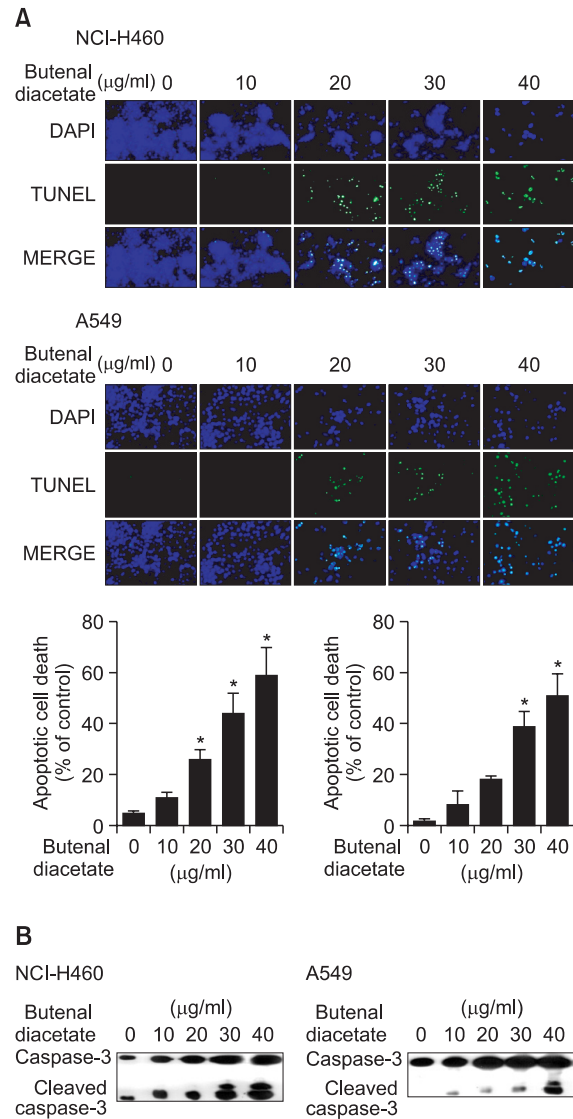 A
NCI-H460
Butenal (μg/ml) 0 10 20 30 40
diacetate
DAPI
TUNEL
MERGE
A549
Butenal (μg/ml) 0 10 20 30 40
diacetate
DAPI
TUNEL
MERGE
Apoptotic cell death
(% of control)
80
60
40
20
0
* * *
Butenal 0 10 20 30 40
diacetate (μg/ml)
Apoptotic cell death
(% of control)
80
60
40
20
0
* *
Butenal 0 10 20 30 40
diacetate (μg/ml)
B
NCI-H460
Butenal (μg/ml)
diacetate 0 10 20 30 40
Caspase-3
Cleaved
caspase-3
A549
Butenal (μg/ml)
diacetate 0 10 20 30 40
Caspase-3
Cleaved
caspase-3